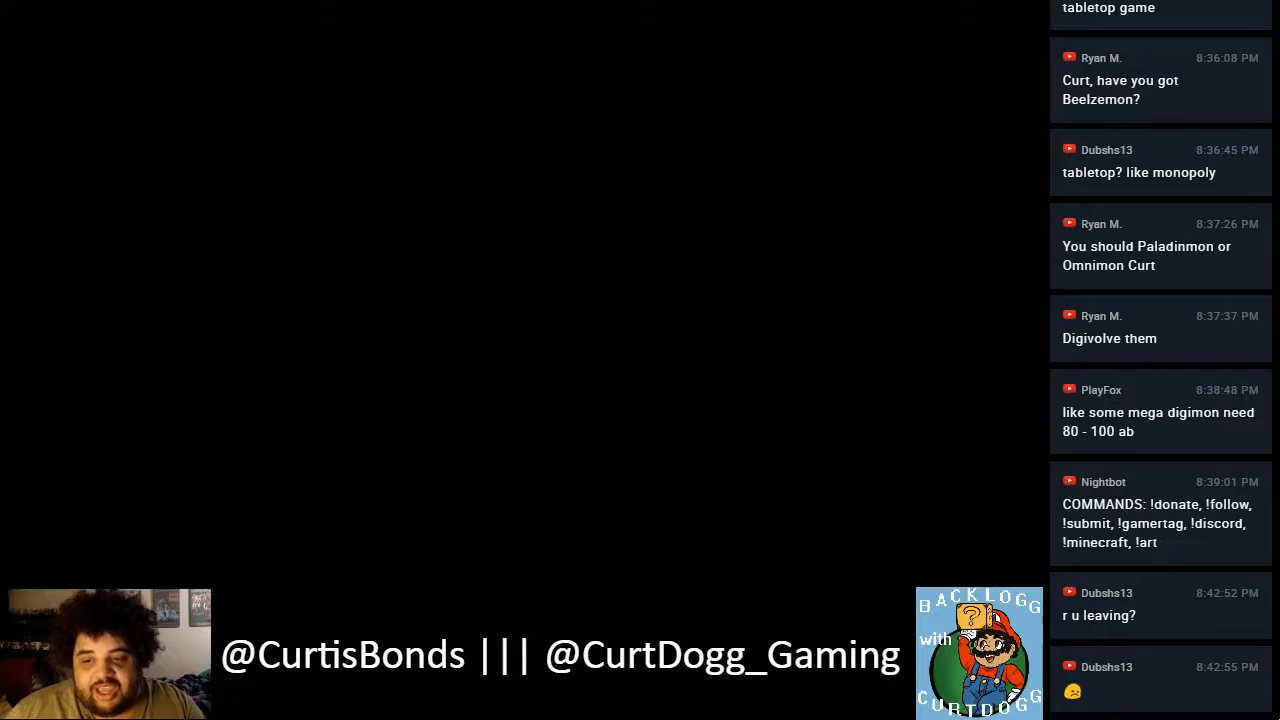 tabletop game
Ryan M. 8:36:08 PM
Curt, have you got
Beelzemon?
Dubshs13 8:36:45 PM
tabletop? like monopoly
Ryan M. 8:37:26 PM
You should Paladinmon or
Omnimon Curt
Ryan M. 8:37:37 PM
Digivolve them
PlayFox 8:38:48 PM
like some mega digimon need
80 - 100 ab
Nightbot 8:39:01 PM
COMMANDS: !donate, !follow,
!submit, !gamertag, !discord,
!minecraft, !art
Dubshs13 8:42:52 PM
r u leaving?
Dubshs13 8:42:55 PM
@CurtisBonds ||| @CurtDogg_Gaming
BACKLOGG
with
CURTDOGG